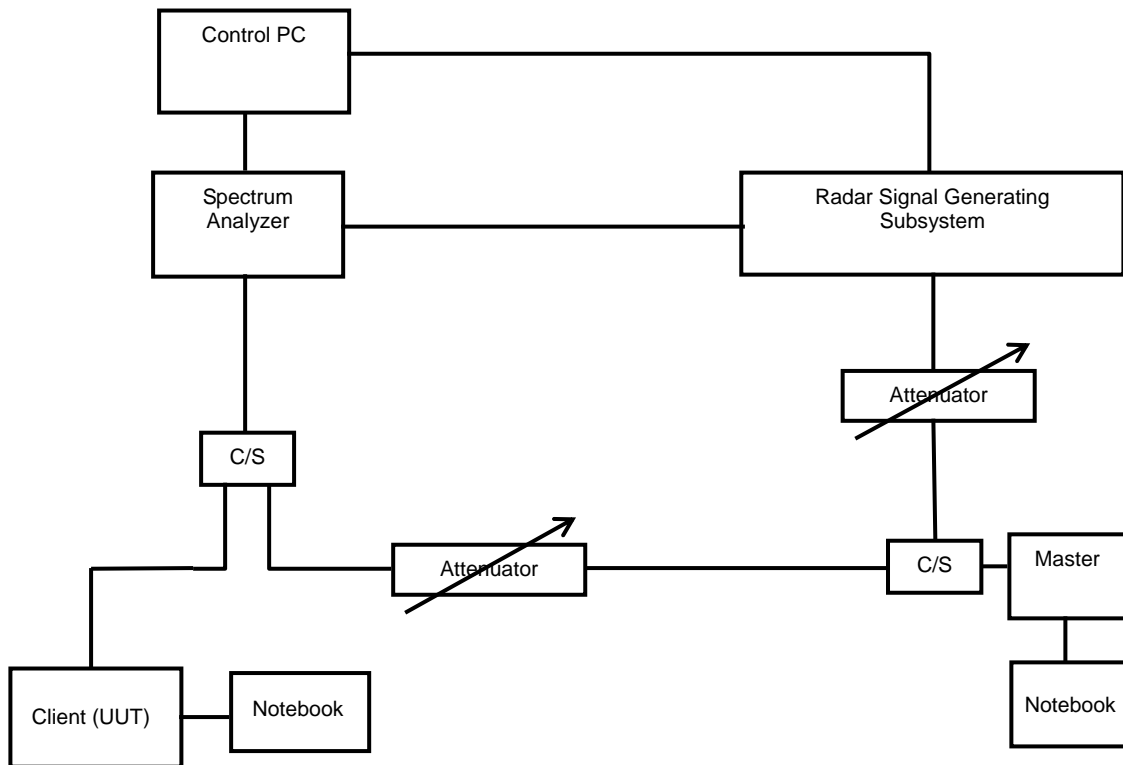 Control PC
Spectrum
Analyzer
Radar Signal Generating
Subsystem
Attenuator
C/S
Attenuator
C/S
Master
Client (UUT)
Notebook
Notebook